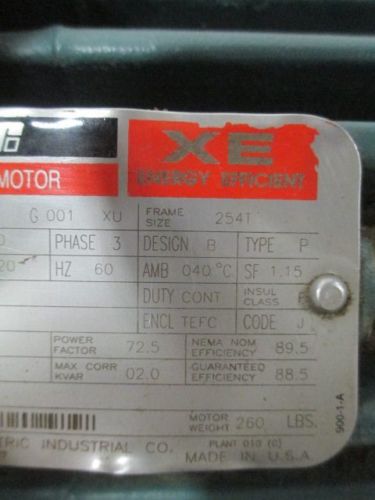 XE
MOTOR ENERGY EFFICIENT
G 001 XU FRAME SIZE 254T
PHASE 3 DESIGN B TYPE P
20 HZ 60 AMB 040 °C SF 1.15
DUTY CONT INSUL CLASS F
ENCL TEFC CODE J
POWER FACTOR 72.5 NEMA NOM EFFICIENCY 89.5
MAX CORR KVAR 02.0 GUARANTEED EFFICIENCY 88.5
MOTOR WEIGHT 260 LBS.
TRIC INDUSTRIAL CO. PLANT 010 (C)
MADE IN U.S.A.
900-1-A